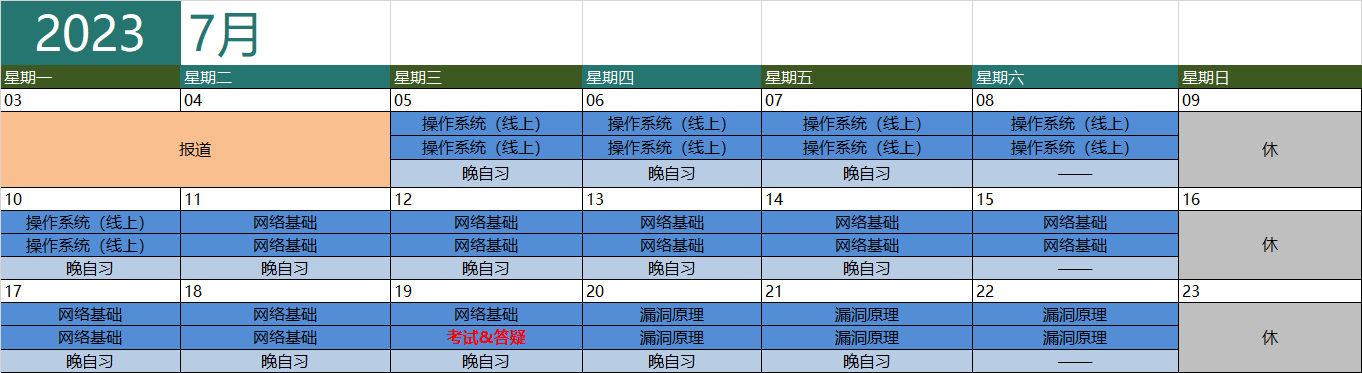 2023 7月
星期一 星期二 星期三 星期四 星期五 星期六 星期日
03 04 05 06 07 08 09
操作系统（线上） 操作系统（线上） 操作系统（线上） 操作系统（线上）
报道 操作系统（线上） 操作系统（线上） 操作系统（线上） 操作系统（线上） 休
晚自习 晚自习 晚自习 ——
10 11 12 13 14 15 16
操作系统（线上） 网络基础 网络基础 网络基础 网络基础 网络基础
操作系统（线上） 网络基础 网络基础 网络基础 网络基础 网络基础 休
晚自习 晚自习 晚自习 晚自习 晚自习 ——
17 18 19 20 21 22 23
网络基础 网络基础 网络基础 漏洞原理 漏洞原理 漏洞原理
网络基础 网络基础 考试&答疑 漏洞原理 漏洞原理 漏洞原理 休
晚自习 晚自习 晚自习 晚自习 晚自习 ——